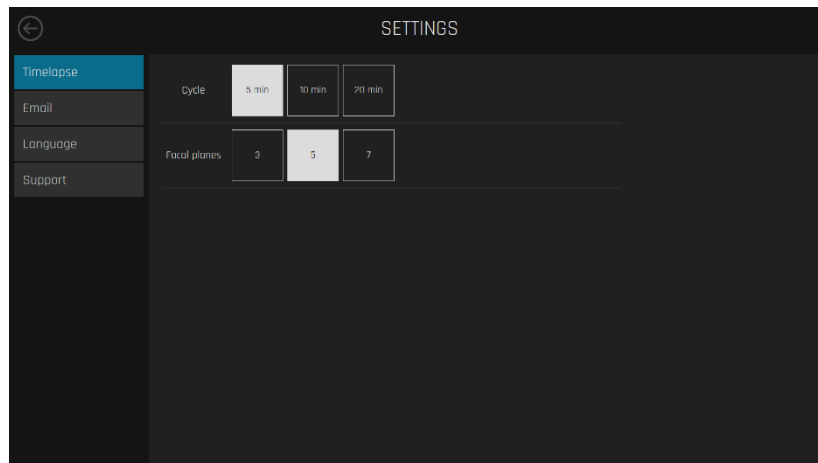 SETTINGS
Timelapse
Email
Language
Support
Cycle 5 min 10 min 20 min
Focal planes 3 5 7